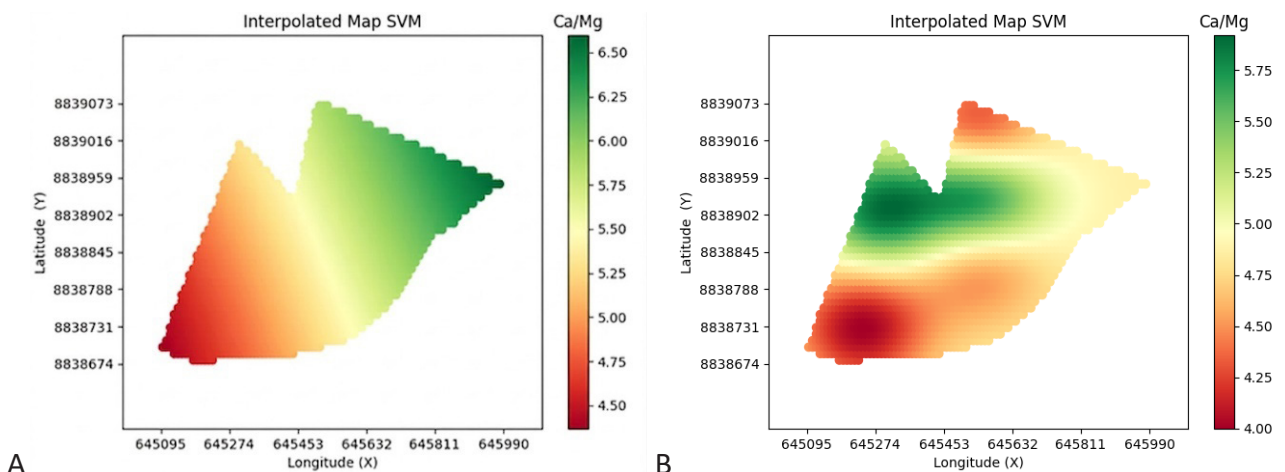 Interpolated Map SVM
Ca/Mg
6.50
6.25
6.00
5.75
5.50
5.25
5.00
4.75
4.50
8839073
8839016
8838959
8838902
8838845
8838788
8838731
8838674
Latitude (Y)
645095 645274 645453 645632 645811 645990
Longitude (X)
A
Interpolated Map SVM
Ca/Mg
5.75
5.50
5.25
5.00
4.75
4.50
4.25
4.00
8839073
8839016
8838959
8838902
8838845
8838788
8838731
8838674
Latitude (Y)
645095 645274 645453 645632 645811 645990
Longitude (X)
B